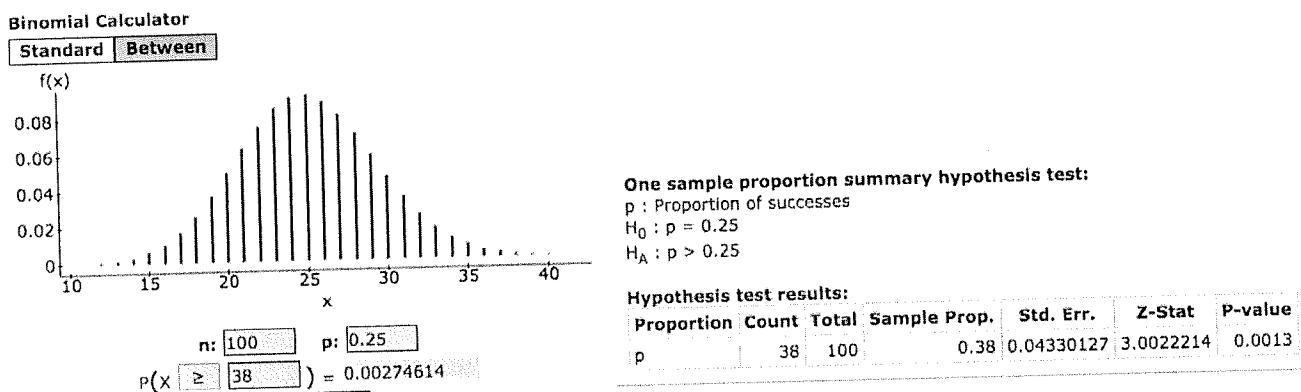 Binomial Calculator
Standard Between
f(x)
0.08
0.06
0.04
0.02
0
10 15 20 25 30 35 40
x
n: 100 p: 0.25
P(x ≥ 38 ) = 0.00274614
One sample proportion summary hypothesis test:
p : Proportion of successes
H0 : p = 0.25
HA : p > 0.25
Hypothesis test results:
Proportion Count Total Sample Prop. Std. Err. Z-Stat P-value
p 38 100 0.38 0.04330127 3.0022214 0.0013